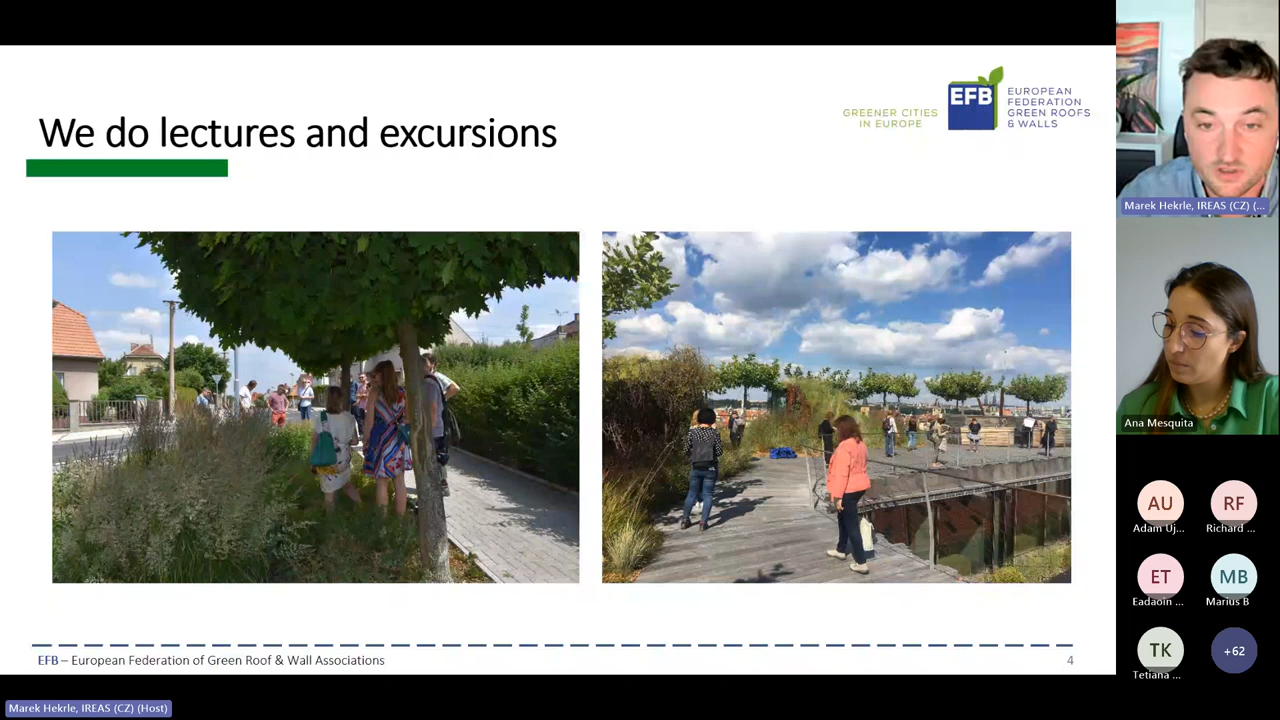 We do lectures and excursions
GREENER CITIES
IN EUROPE
EFB
EUROPEAN
FEDERATION
GREEN ROOFS
& WALLS
EFB – European Federation of Green Roof & Wall Associations
4
Marek Hekrle, IREAS (CZ) (...
Ana Mesquita
AU
Adam Uj...
RF
Richard ...
ET
Eadaoin ...
MB
Marius B
TK
Tetiana ...
+62
Marek Hekrle, IREAS (CZ) (Host)